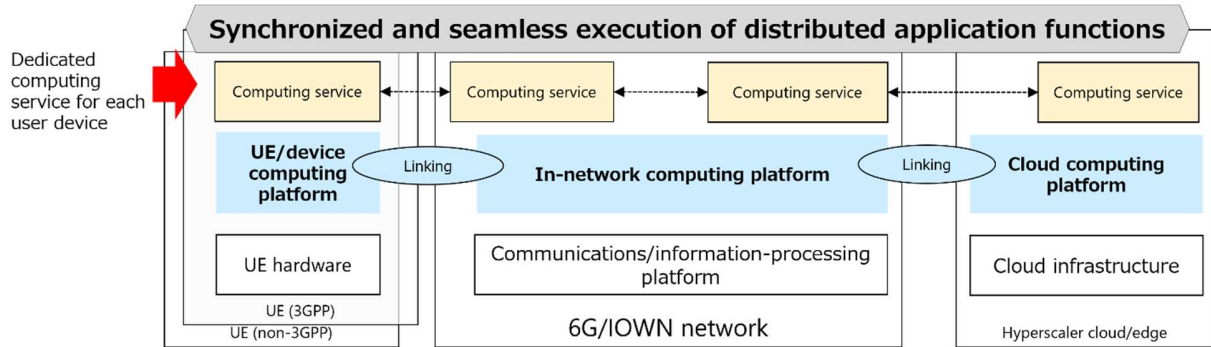 Synchronized and seamless execution of distributed application functions
Dedicated
computing
service for each
user device
Computing service
Computing service
Computing service
Computing service
UE/device
computing
platform
Linking
In-network computing platform
Linking
Cloud computing
platform
UE hardware
Communications/information-processing
platform
Cloud infrastructure
UE (3GPP)
UE (non-3GPP)
6G/IOWN network
Hyperscaler cloud/edge